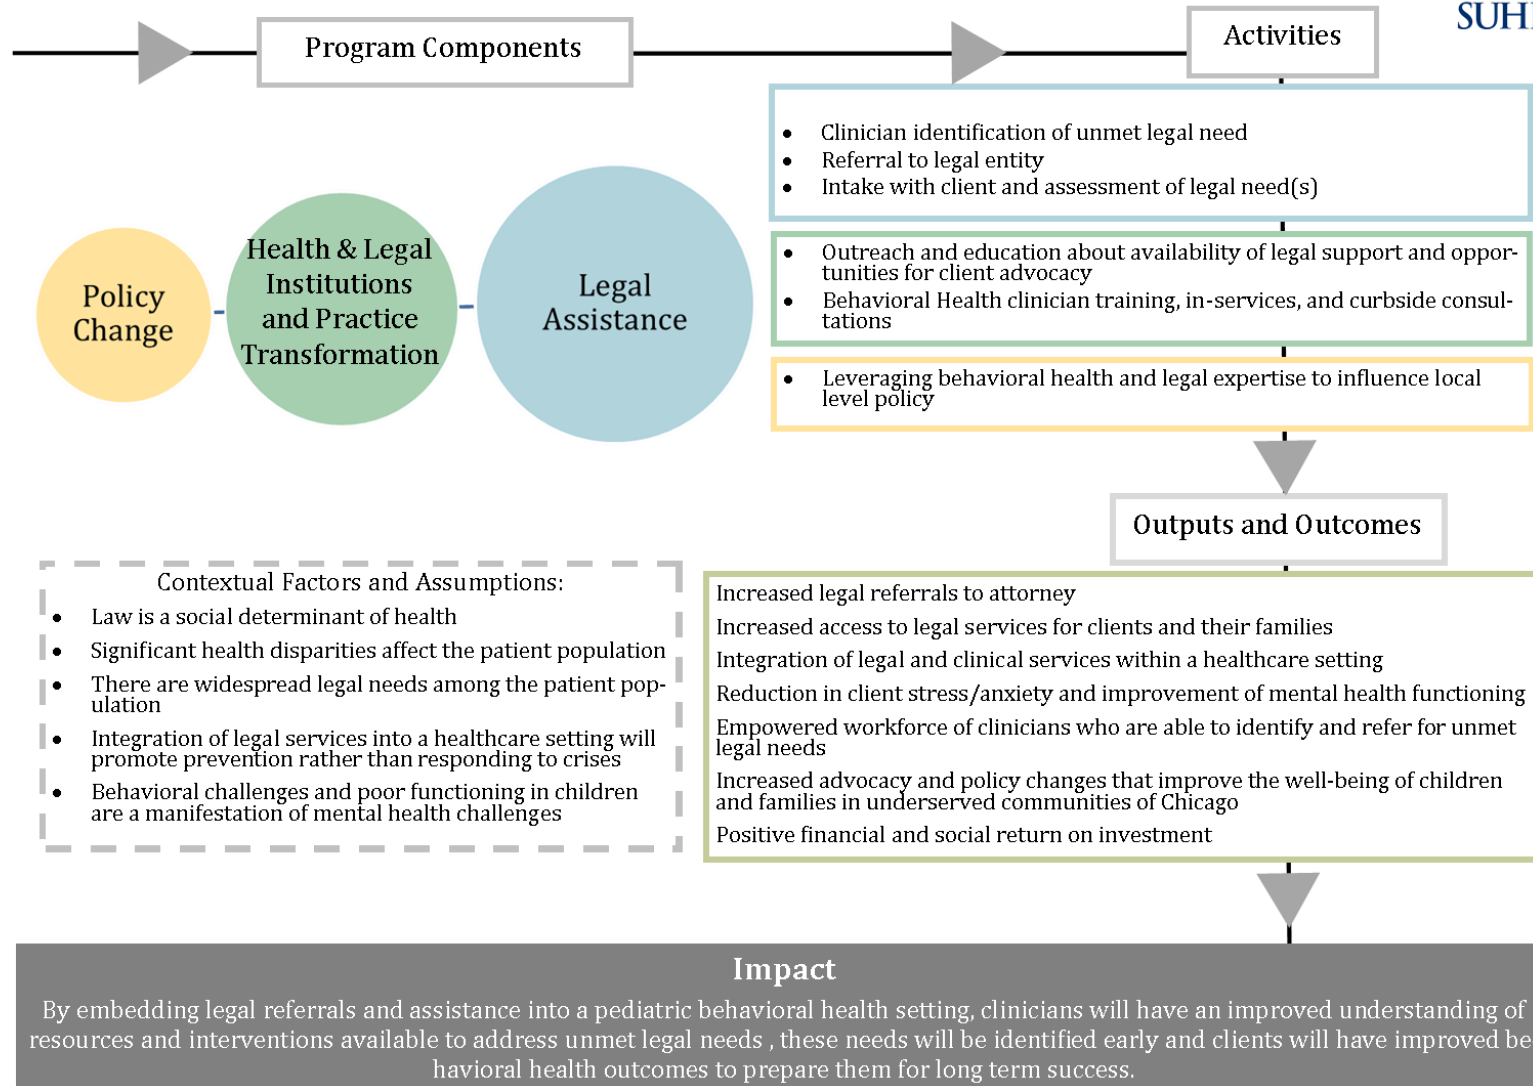 SUHI
Program Components
Activities
• Clinician identification of unmet legal need
• Referral to legal entity
• Intake with client and assessment of legal need(s)
Policy
Change
Health & Legal
Institutions
and Practice
Transformation
Legal
Assistance
• Outreach and education about availability of legal support and oppor-
tunities for client advocacy
• Behavioral Health clinician training, in-services, and curbside consul-
tations
• Leveraging behavioral health and legal expertise to influence local
level policy
Outputs and Outcomes
Contextual Factors and Assumptions:
• Law is a social determinant of health
• Significant health disparities affect the patient population
• There are widespread legal needs among the patient pop-
ulation
• Integration of legal services into a healthcare setting will
promote prevention rather than responding to crises
• Behavioral challenges and poor functioning in children
are a manifestation of mental health challenges
Increased legal referrals to attorney
Increased access to legal services for clients and their families
Integration of legal and clinical services within a healthcare setting
Reduction in client stress/anxiety and improvement of mental health functioning
Empowered workforce of clinicians who are able to identify and refer for unmet
legal needs
Increased advocacy and policy changes that improve the well-being of children
and families in underserved communities of Chicago
Positive financial and social return on investment
Impact
By embedding legal referrals and assistance into a pediatric behavioral health setting, clinicians will have an improved understanding of
resources and interventions available to address unmet legal needs , these needs will be identified early and clients will have improved be-
havioral health outcomes to prepare them for long term success.